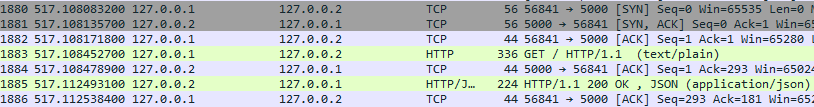 1880 517.108083200 127.0.0.1 127.0.0.2 TCP 56 56841 → 5000 [SYN] Seq=0 Win=65535 Len=0 M
1881 517.108135700 127.0.0.2 127.0.0.1 TCP 56 5000 → 56841 [SYN, ACK] Seq=0 Ack=1 Win=65
1882 517.108171800 127.0.0.1 127.0.0.2 TCP 44 56841 → 5000 [ACK] Seq=1 Ack=1 Win=65280 L
1883 517.108452700 127.0.0.1 127.0.0.2 HTTP 336 GET / HTTP/1.1 (text/plain)
1884 517.108478900 127.0.0.2 127.0.0.1 TCP 44 5000 → 56841 [ACK] Seq=1 Ack=293 Win=65024
1885 517.112493100 127.0.0.2 127.0.0.1 HTTP/J… 224 HTTP/1.1 200 OK , JSON (application/json)
1886 517.112538400 127.0.0.1 127.0.0.2 TCP 44 56841 → 5000 [ACK] Seq=293 Ack=181 Win=652